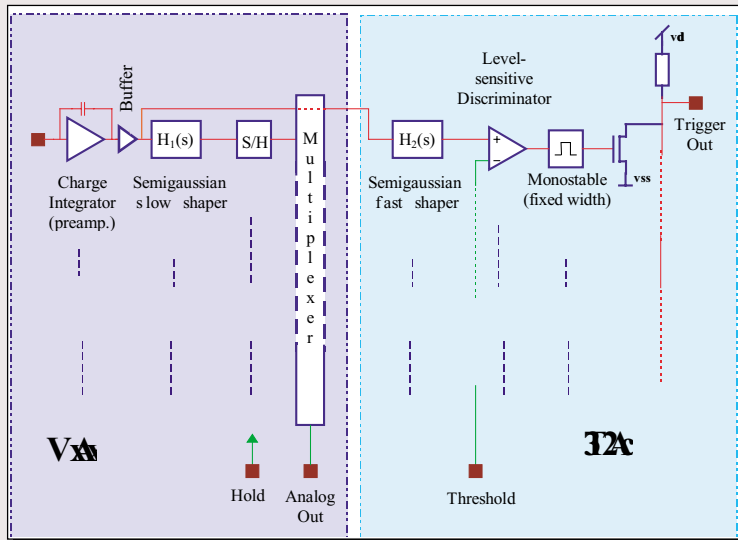 Buffer
H1(s)
S/H
Multiplexer
Charge
Integrator
(preamp.)
Semigaussian
slow shaper
Hold
Analog
Out
Level-
sensitive
Discriminator
vd
H2(s)
+
−
Trigger
Out
vss
Semigaussian
fast shaper
Monostable
(fixed width)
Threshold